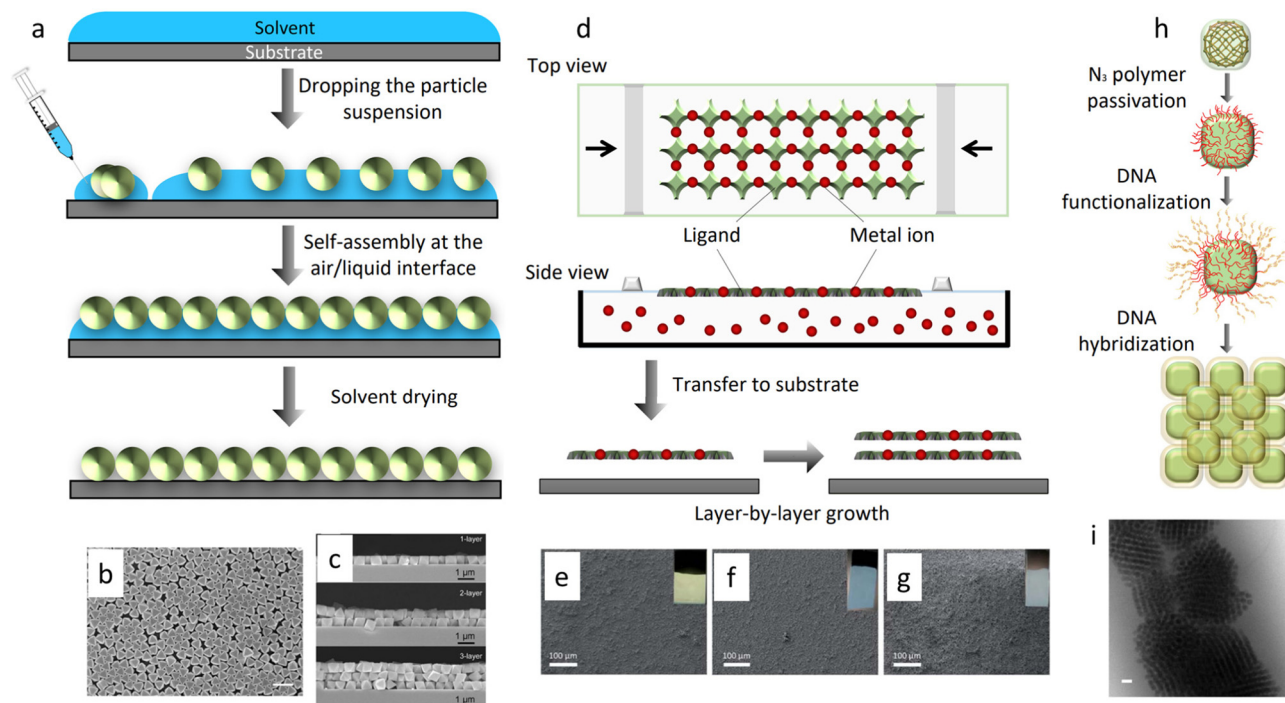 a
Solvent
Substrate
Dropping the particle
suspension
Self-assembly at the
air/liquid interface
Solvent drying
b
c
1-layer
1 µm
2-layer
1 µm
3-layer
1 µm
d
Top view
Ligand
Metal ion
Side view
Transfer to substrate
Layer-by-layer growth
e
100 µm
f
100 µm
g
100 µm
h
N₃ polymer
passivation
DNA
functionalization
DNA
hybridization
i